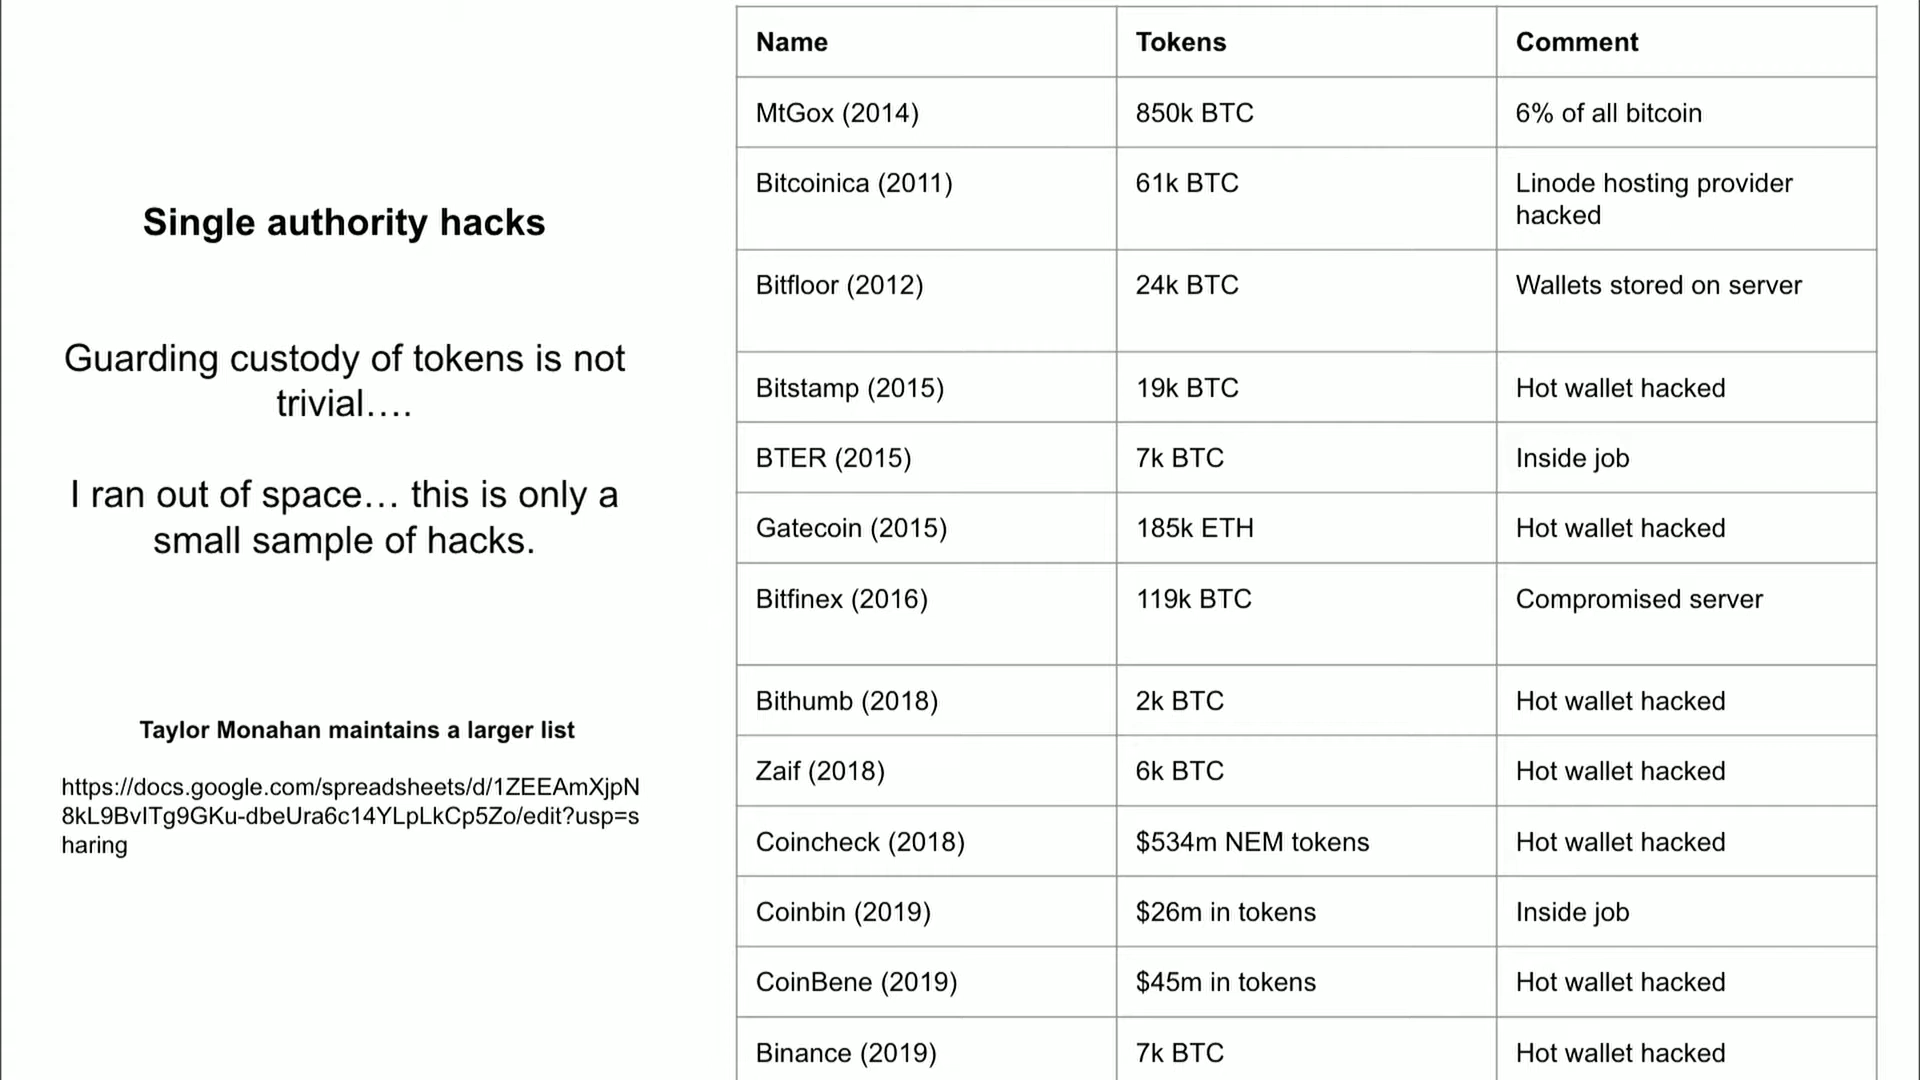 Single authority hacks
Guarding custody of tokens is not
trivial….
I ran out of space… this is only a
small sample of hacks.
Taylor Monahan maintains a larger list
https://docs.google.com/spreadsheets/d/1ZEEAmXjpN
8kL9BvITg9GKu-dbeUra6c14YLpLkCp5Zo/edit?usp=s
haring
Name Tokens Comment
MtGox (2014) 850k BTC 6% of all bitcoin
Bitcoinica (2011) 61k BTC Linode hosting provider
hacked
Bitfloor (2012) 24k BTC Wallets stored on server
Bitstamp (2015) 19k BTC Hot wallet hacked
BTER (2015) 7k BTC Inside job
Gatecoin (2015) 185k ETH Hot wallet hacked
Bitfinex (2016) 119k BTC Compromised server
Bithumb (2018) 2k BTC Hot wallet hacked
Zaif (2018) 6k BTC Hot wallet hacked
Coincheck (2018) $534m NEM tokens Hot wallet hacked
Coinbin (2019) $26m in tokens Inside job
CoinBene (2019) $45m in tokens Hot wallet hacked
Binance (2019) 7k BTC Hot wallet hacked